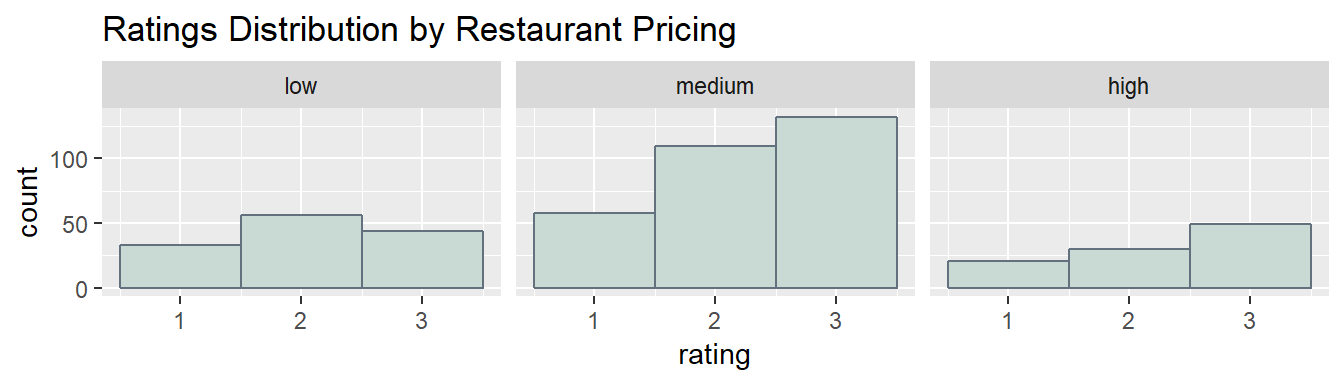 Ratings Distribution by Restaurant Pricing
low medium high
count
100
50
0
1 2 3 1 2 3 1 2 3
rating